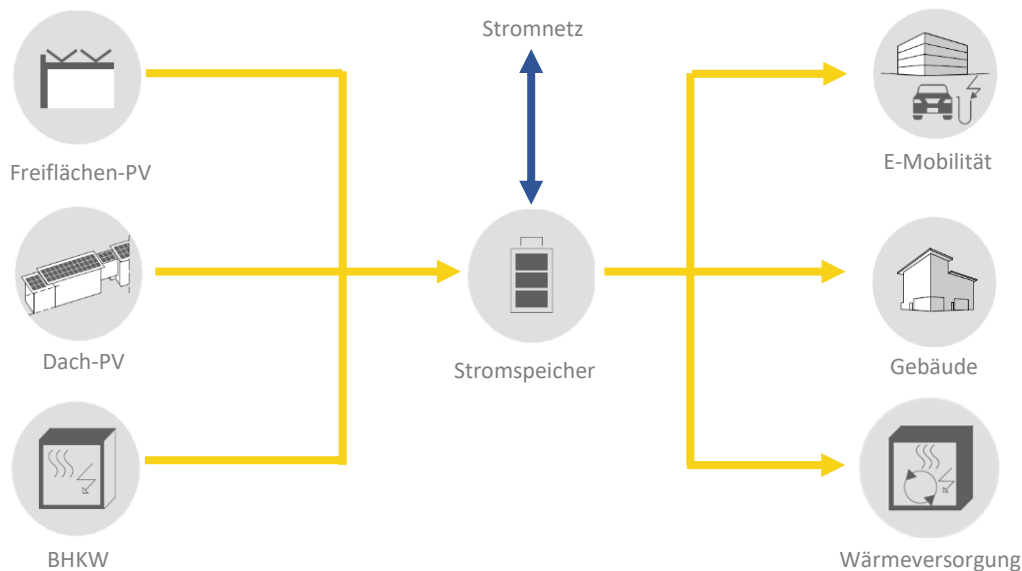 Stromnetz
Freiflächen-PV
E-Mobilität
Dach-PV
Stromspeicher
Gebäude
BHKW
Wärmeversorgung